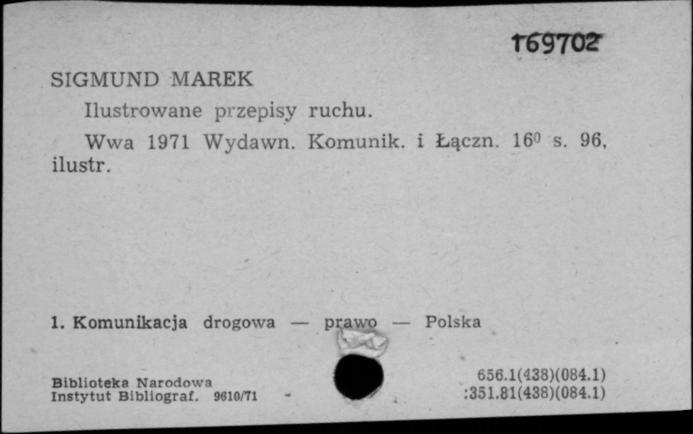 169702
SIGMUND MAREK
Ilustrowane przepisy ruchu.
Wwa 1971 Wydawn. Komunik. i Łączn. 16⁰ s. 96,
ilustr.
1. Komunikacja drogowa — prawo — Polska
Biblioteka Narodowa
Instytut Bibliograf. 9610/71
656.1(438)(084.1)
:351.81(438)(084.1)